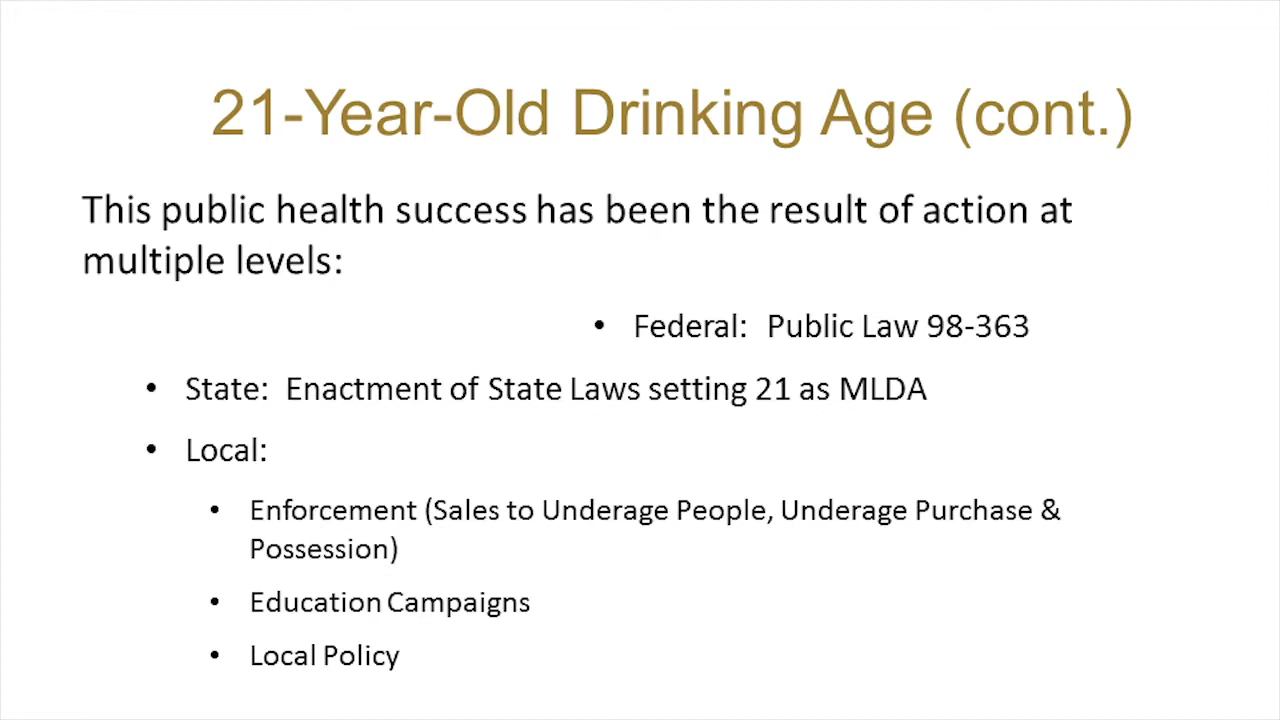 21-Year-Old Drinking Age (cont.)
This public health success has been the result of action at
multiple levels:
• Federal: Public Law 98-363
• State: Enactment of State Laws setting 21 as MLDA
• Local:
• Enforcement (Sales to Underage People, Underage Purchase &
Possession)
• Education Campaigns
• Local Policy